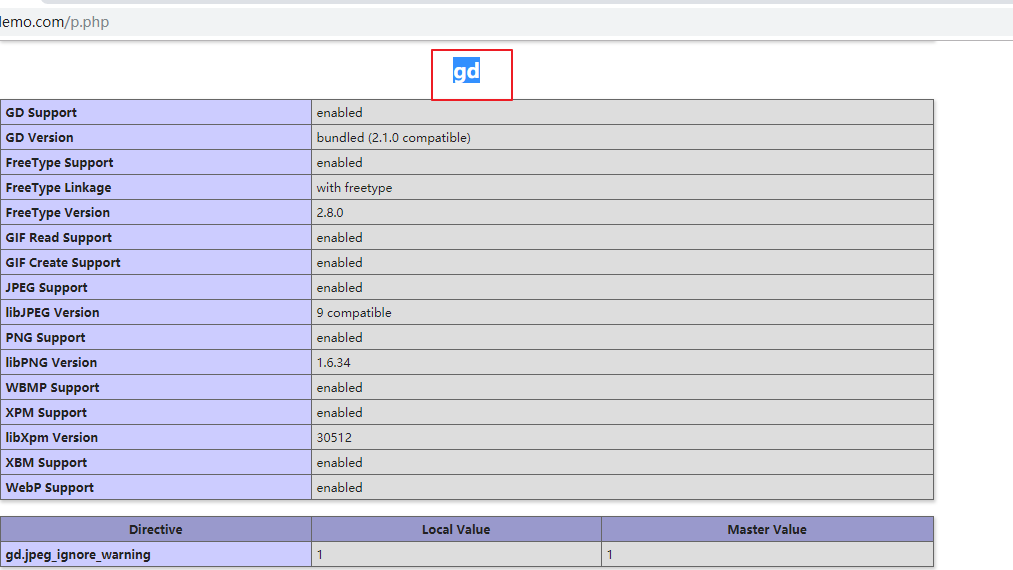 lemo.com/p.php
gd
GD Support enabled
GD Version bundled (2.1.0 compatible)
FreeType Support enabled
FreeType Linkage with freetype
FreeType Version 2.8.0
GIF Read Support enabled
GIF Create Support enabled
JPEG Support enabled
libJPEG Version 9 compatible
PNG Support enabled
libPNG Version 1.6.34
WBMP Support enabled
XPM Support enabled
libXpm Version 30512
XBM Support enabled
WebP Support enabled
Directive Local Value Master Value
gd.jpeg_ignore_warning 1 1